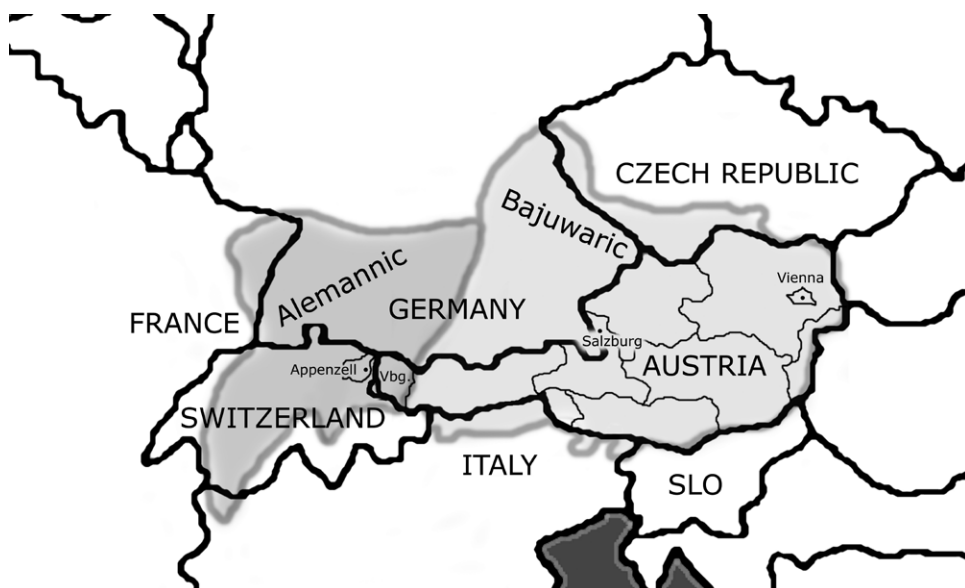 CZECH REPUBLIC
Bajuwaric
Alemannic
Vienna
GERMANY
FRANCE
Salzburg
Appenzell
Vbg.
AUSTRIA
SWITZERLAND
ITALY
SLO